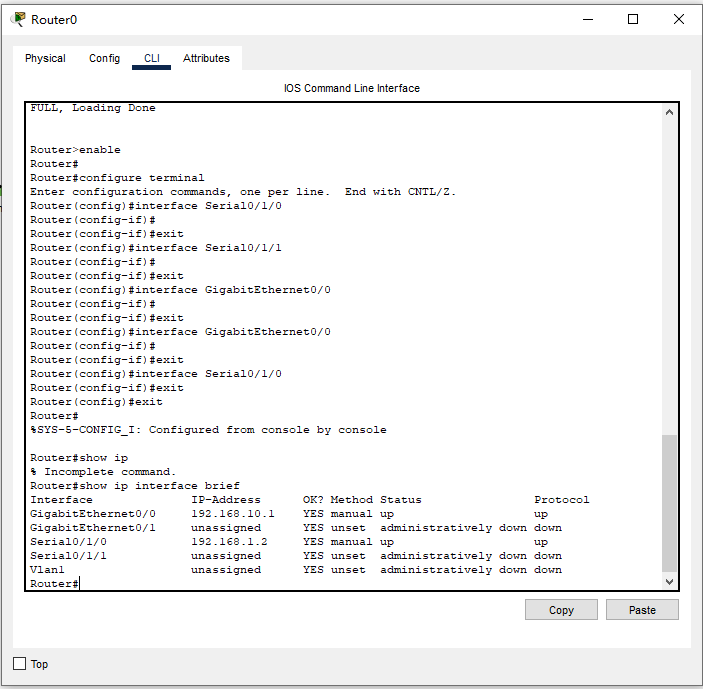 Router0
Physical Config CLI Attributes
IOS Command Line Interface
FULL, Loading Done
Router>enable
Router#
Router#configure terminal
Enter configuration commands, one per line.  End with CNTL/Z.
Router(config)#interface Serial0/1/0
Router(config-if)#
Router(config-if)#exit
Router(config)#interface Serial0/1/1
Router(config-if)#
Router(config-if)#exit
Router(config)#interface GigabitEthernet0/0
Router(config-if)#
Router(config-if)#exit
Router(config)#interface GigabitEthernet0/0
Router(config-if)#
Router(config-if)#exit
Router(config)#interface Serial0/1/0
Router(config-if)#exit
Router(config)#exit
Router#
%SYS-5-CONFIG_I: Configured from console by console
Router#show ip
% Incomplete command.
Router#show ip interface brief
Interface              IP-Address      OK? Method Status                Protocol
GigabitEthernet0/0     192.168.10.1    YES manual up                    up
GigabitEthernet0/1     unassigned      YES unset  administratively down down
Serial0/1/0            192.168.1.2     YES manual up                    up
Serial0/1/1            unassigned      YES unset  administratively down down
Vlan1                  unassigned      YES unset  administratively down down
Router#
Copy Paste
Top